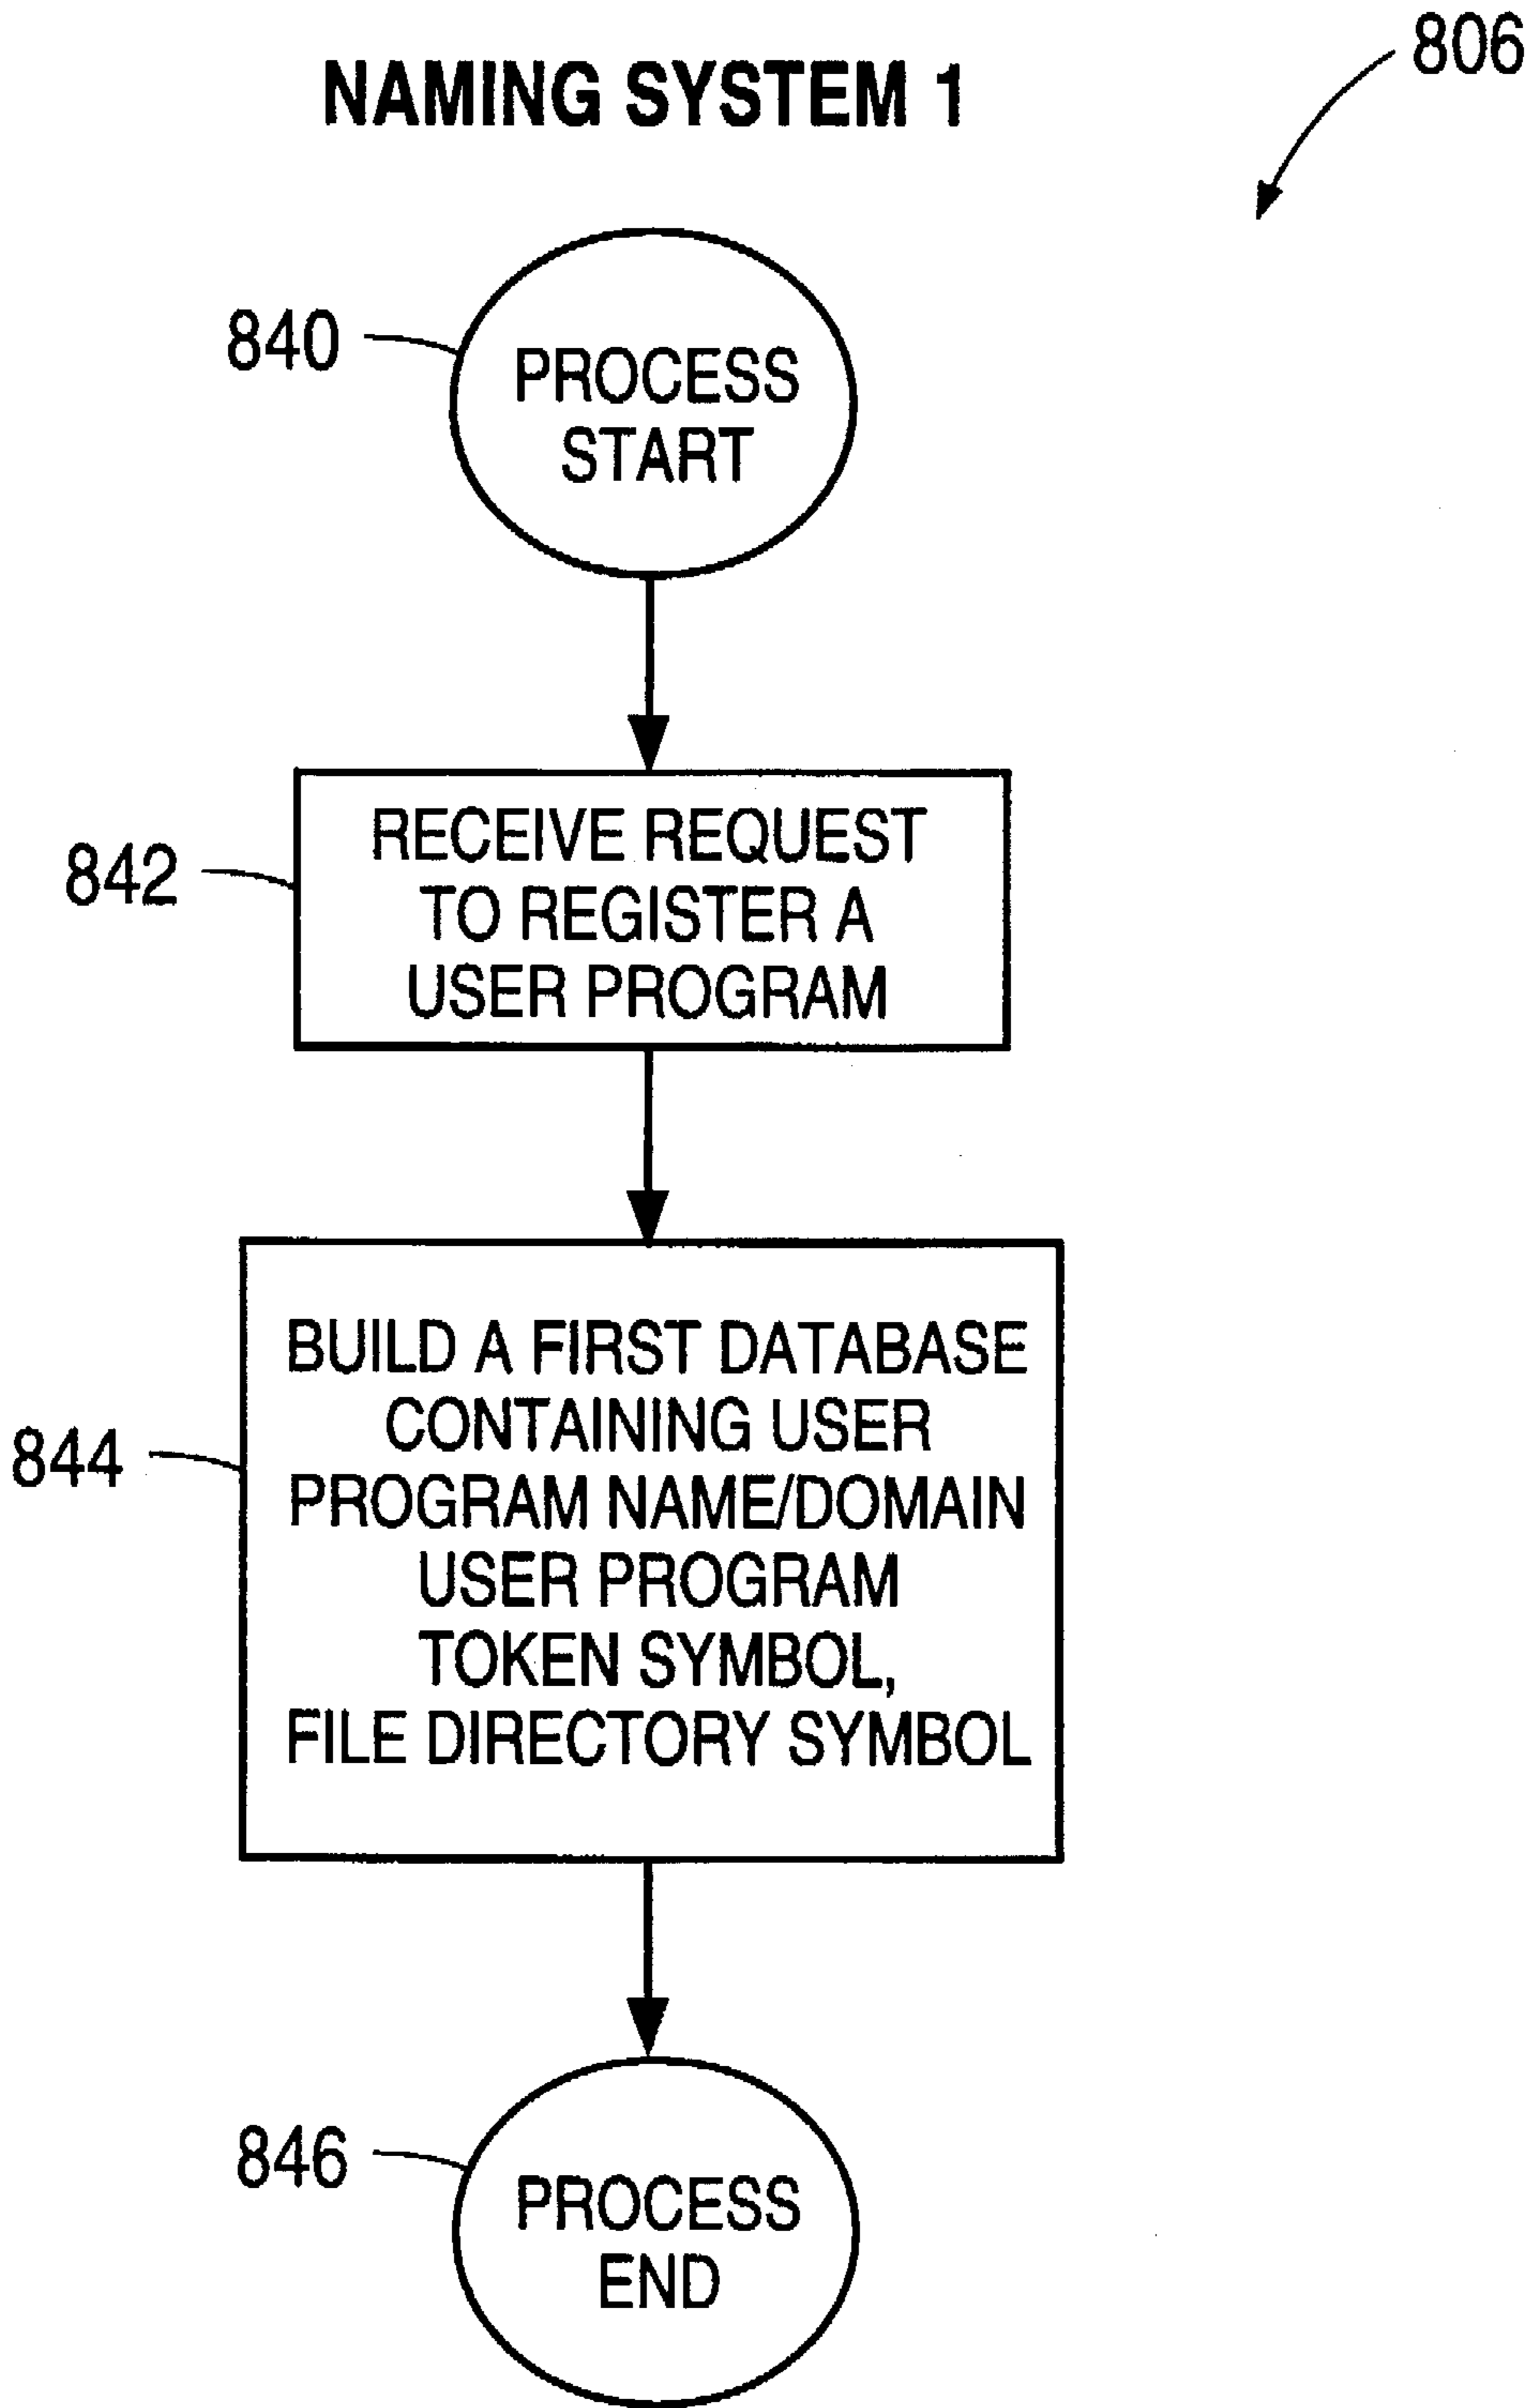 806
NAMING SYSTEM 1
840
PROCESS
START
842
RECEIVE REQUEST
TO REGISTER A
USER PROGRAM
844
BUILD A FIRST DATABASE
CONTAINING USER
PROGRAM NAME/DOMAIN
USER PROGRAM
TOKEN SYMBOL,
FILE DIRECTORY SYMBOL
846
PROCESS
END